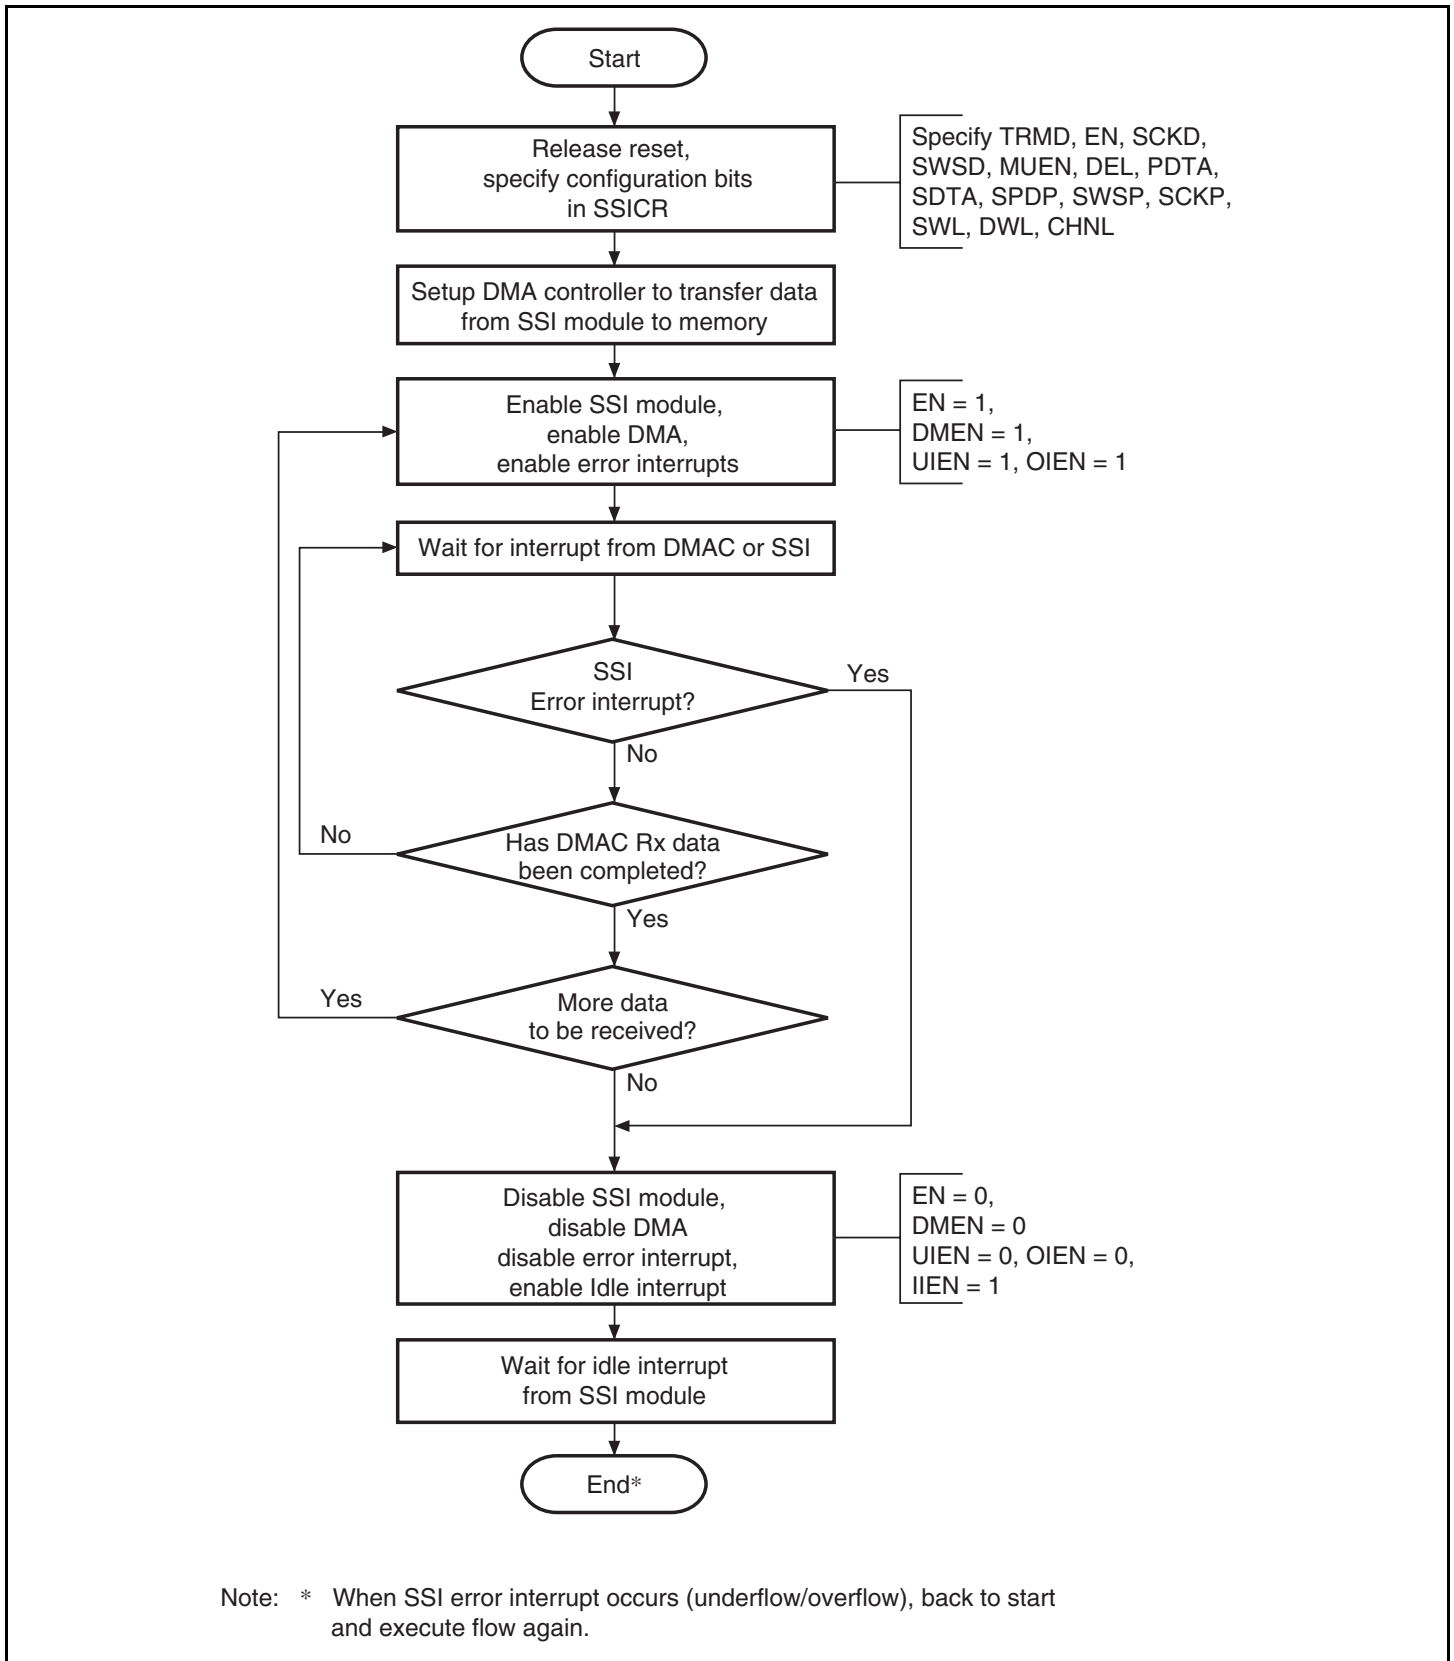 Start
Release reset,
specify configuration bits
in SSICR
Specify TRMD, EN, SCKD,
SWSD, MUEN, DEL, PDTA,
SDTA, SPDP, SWSP, SCKP,
SWL, DWL, CHNL
Setup DMA controller to transfer data
from SSI module to memory
Enable SSI module,
enable DMA,
enable error interrupts
EN = 1,
DMEN = 1,
UIEN = 1, OIEN = 1
Wait for interrupt from DMAC or SSI
SSI
Error interrupt?
Yes
No
Has DMAC Rx data
been completed?
No
Yes
More data
to be received?
Yes
No
Disable SSI module,
disable DMA
disable error interrupt,
enable Idle interrupt
EN = 0,
DMEN = 0
UIEN = 0, OIEN = 0,
IIEN = 1
Wait for idle interrupt
from SSI module
End*
Note: * When SSI error interrupt occurs (underflow/overflow), back to start
and execute flow again.